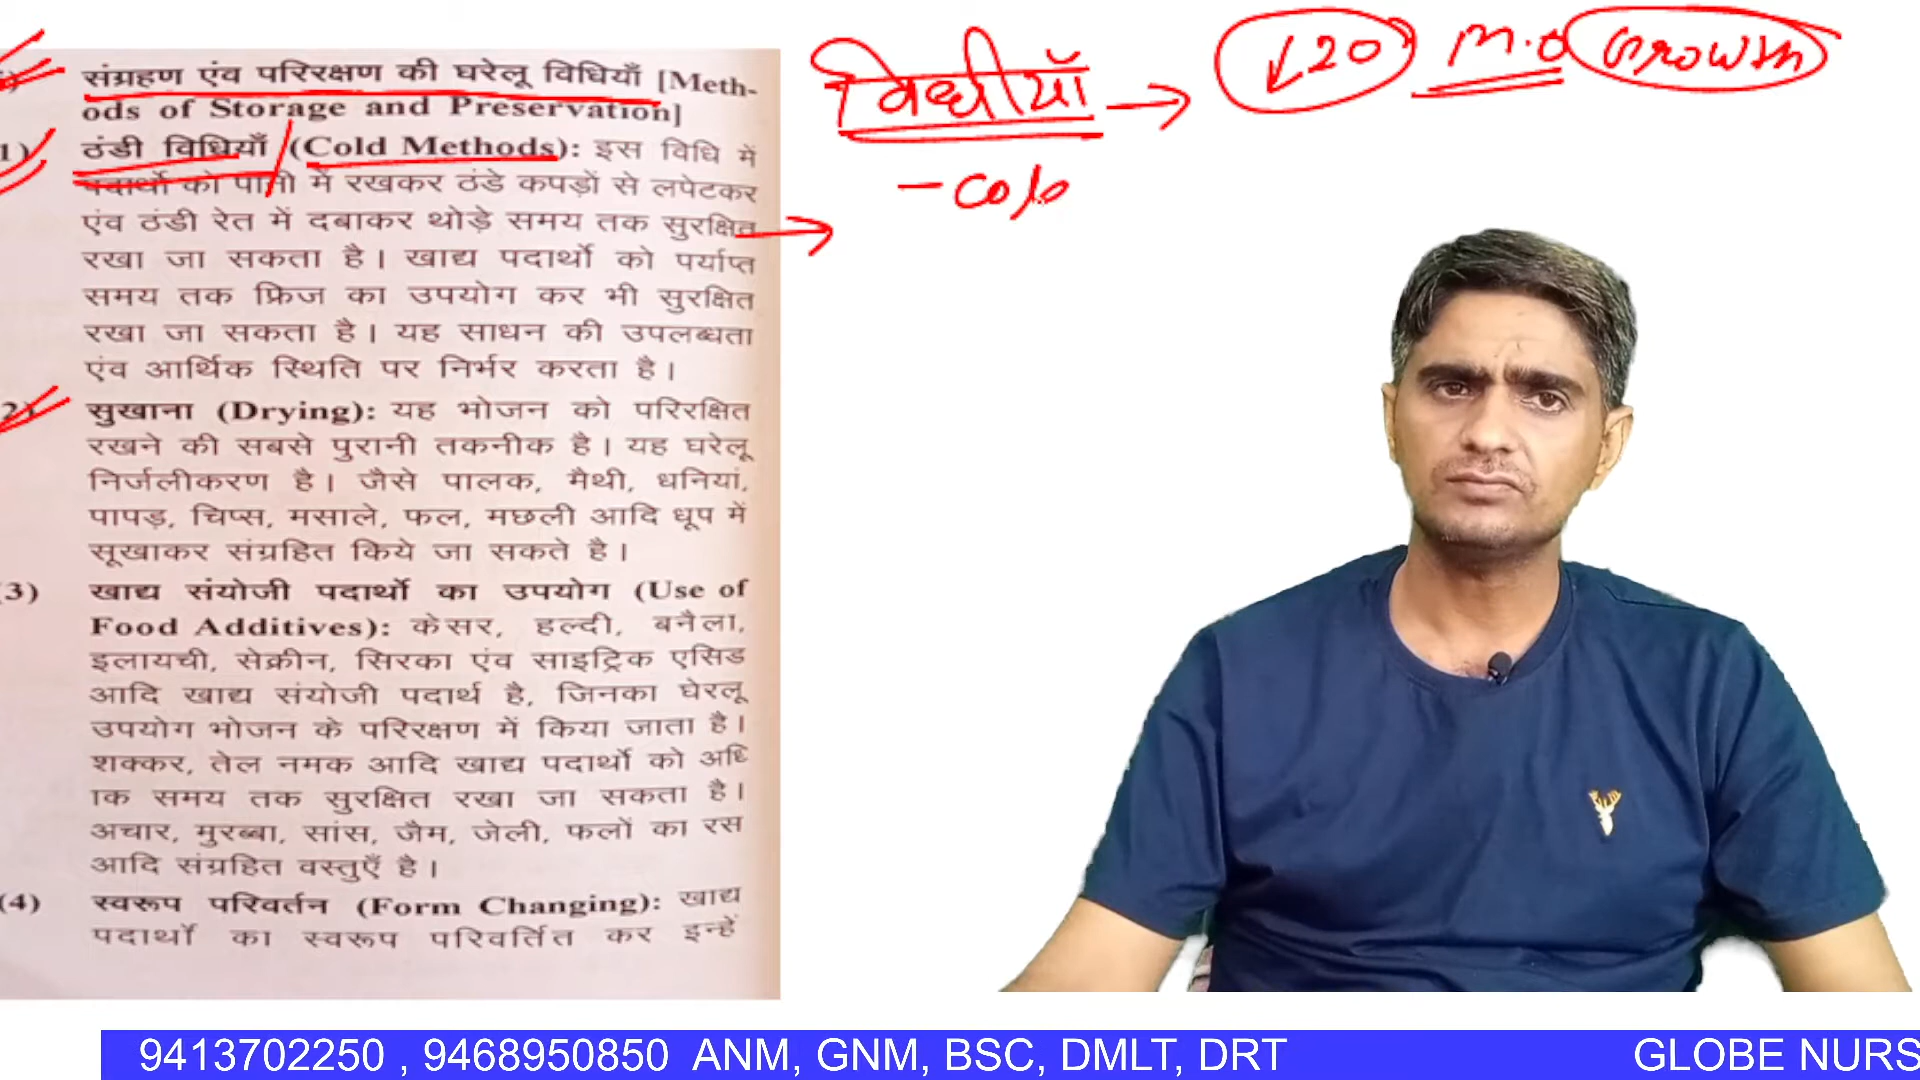 संग्रहण एंव परिरक्षण की घरेलू विधियाँ [Meth-
ods of Storage and Preservation]
1) ठंडी विधियाँ (Cold Methods): इस विधि में
पदार्थो को पानी में रखकर ठंडे कपड़ों से लपेटकर
एंव ठंडी रेत में दबाकर थोड़े समय तक सुरक्षित
रखा जा सकता है। खाद्य पदार्थो को पर्याप्त
समय तक फ्रिज का उपयोग कर भी सुरक्षित
रखा जा सकता है। यह साधन की उपलब्धता
एंव आर्थिक स्थिति पर निर्भर करता है।
2) सुखाना (Drying): यह भोजन को परिरक्षित
रखने की सबसे पुरानी तकनीक है। यह घरेलू
निर्जलीकरण है। जैसे पालक, मैथी, धनियां,
पापड़, चिप्स, मसाले, फल, मछली आदि धूप में
सूखाकर संग्रहित किये जा सकते है।
(3) खाद्य संयोजी पदार्थो का उपयोग (Use of
Food Additives): केसर, हल्दी, बनैला,
इलायची, सेक्रीन, सिरका एंव साइट्रिक एसिड
आदि खाद्य संयोजी पदार्थ है, जिनका घेरलू
उपयोग भोजन के परिरक्षण में किया जाता है।
शक्कर, तेल नमक आदि खाद्य पदार्थो को अधि
ाक समय तक सुरक्षित रखा जा सकता है।
अचार, मुरब्बा, सांस, जैम, जेली, फलों का रस
आदि संग्रहित वस्तुएँ है।
(4) स्वरूप परिवर्तन (Form Changing): खाद्य
पदार्थो का स्वरूप परिवर्तित कर इन्हें
विधीयाँ → ↓20° m.o Growth
- Cold
9413702250 , 9468950850 ANM, GNM, BSC, DMLT, DRT
GLOBE NURS